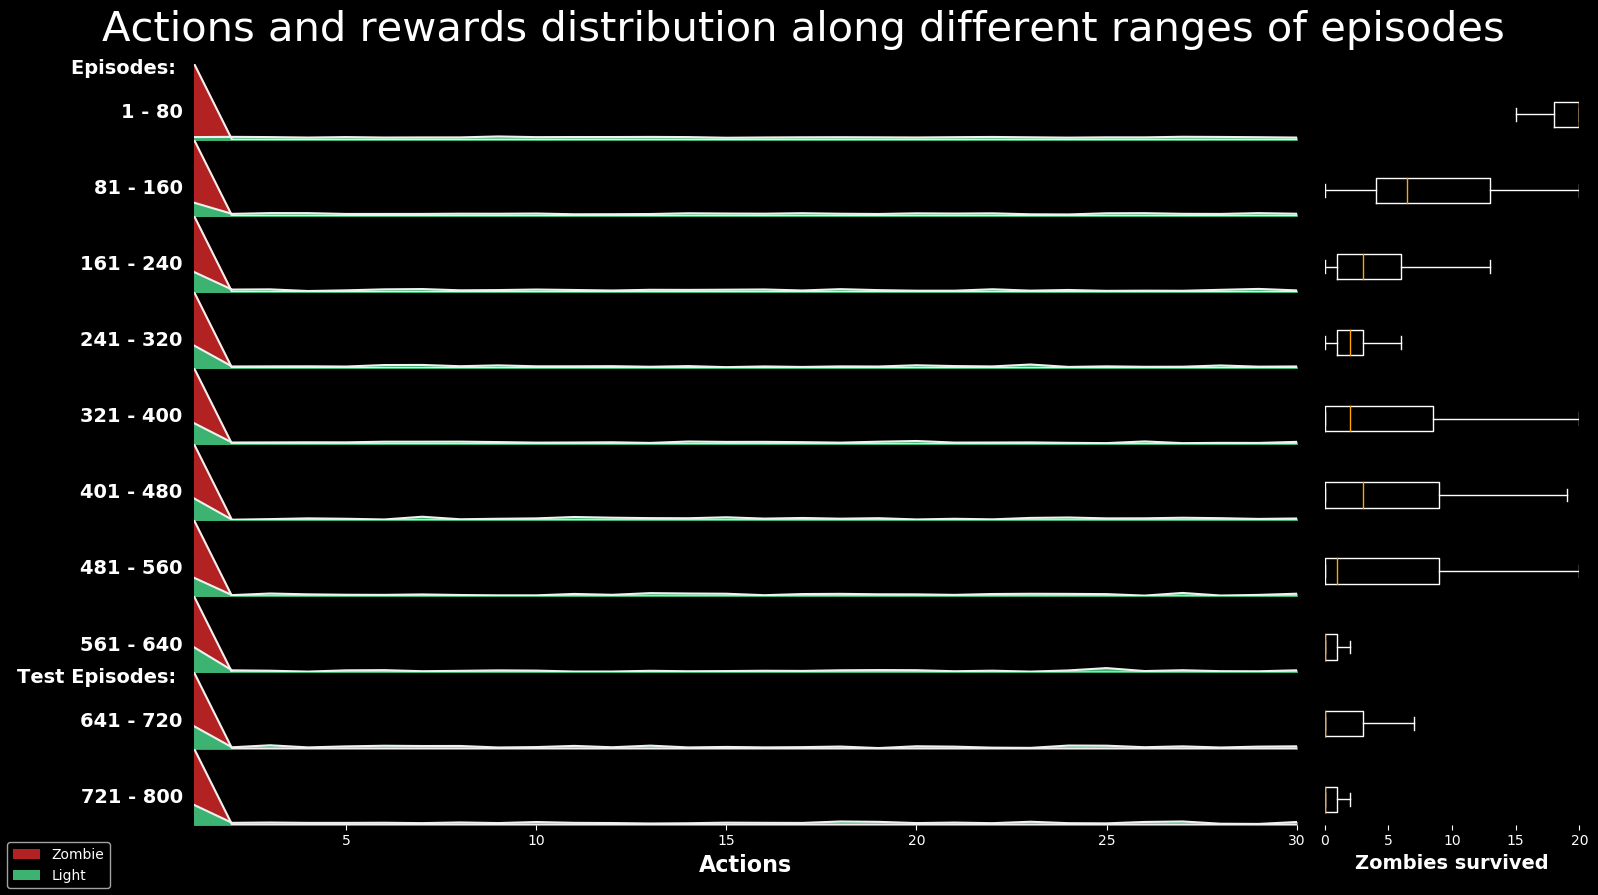 Actions and rewards distribution along different ranges of episodes
Episodes:
1 - 80
81 - 160
161 - 240
241 - 320
321 - 400
401 - 480
481 - 560
561 - 640
Test Episodes:
641 - 720
721 - 800
5 10 15 20 25 30
Actions
0 5 10 15 20
Zombies survived
Zombie
Light